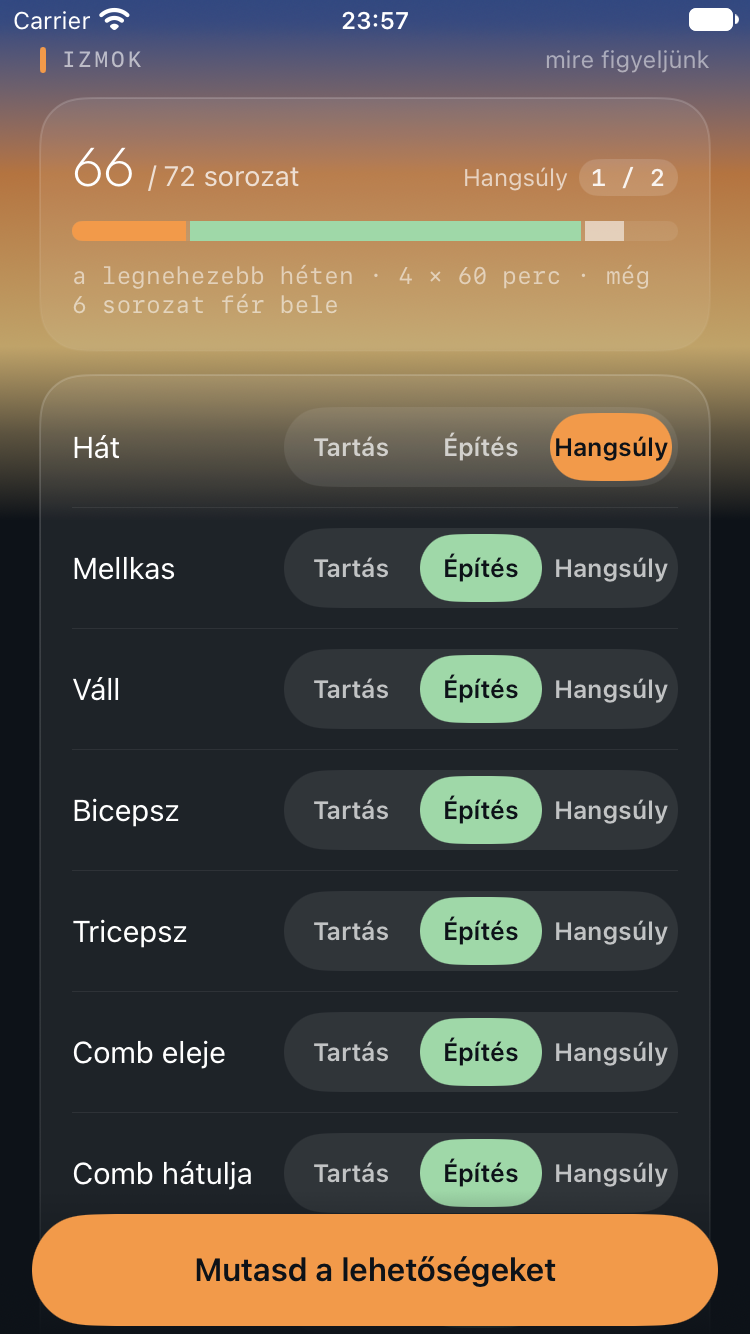 Carrier 23:57
IZMOK mire figyeljünk
66 / 72 sorozat Hangsúly 1 / 2
a legnehezebb héten · 4 × 60 perc · még
6 sorozat fér bele
Hát Tartás Építés Hangsúly
Mellkas Tartás Építés Hangsúly
Váll Tartás Építés Hangsúly
Bicepsz Tartás Építés Hangsúly
Tricepsz Tartás Építés Hangsúly
Comb eleje Tartás Építés Hangsúly
Comb hátulja Tartás Építés Hangsúly
Mutasd a lehetőségeket